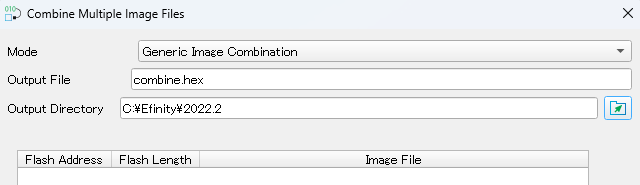 Combine Multiple Image Files
Mode Generic Image Combination
Output File combine.hex
Output Directory C:¥Efinity¥2022.2
Flash Address Flash Length Image File